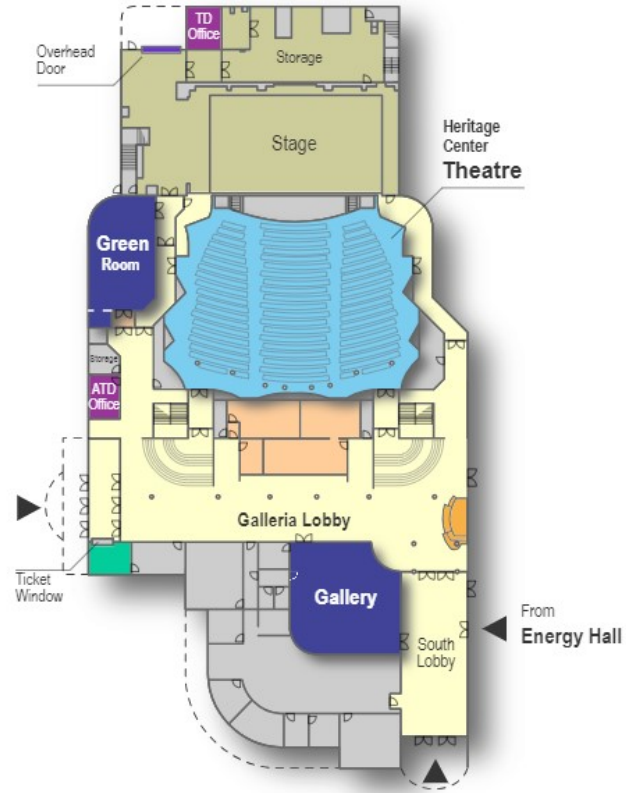 TD
Office
Overhead
Door
Storage
Stage
Heritage
Center
Theatre
Green
Room
Storage
ATD
Office
Galleria Lobby
Ticket
Window
Gallery
South
Lobby
From
Energy Hall